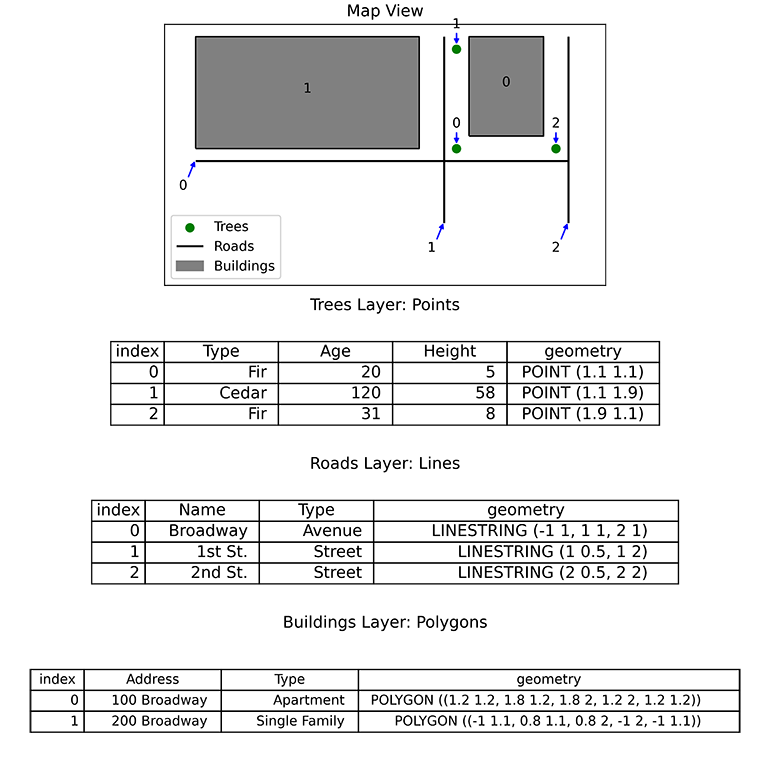 Map View
1
1
0
0
2
0
1
2
Trees
Roads
Buildings
Trees Layer: Points
index Type Age Height geometry
0 Fir 20 5 POINT (1.1 1.1)
1 Cedar 120 58 POINT (1.1 1.9)
2 Fir 31 8 POINT (1.9 1.1)
Roads Layer: Lines
index Name Type geometry
0 Broadway Avenue LINESTRING (-1 1, 1 1, 2 1)
1 1st St. Street LINESTRING (1 0.5, 1 2)
2 2nd St. Street LINESTRING (2 0.5, 2 2)
Buildings Layer: Polygons
index Address Type geometry
0 100 Broadway Apartment POLYGON ((1.2 1.2, 1.8 1.2, 1.8 2, 1.2 2, 1.2 1.2))
1 200 Broadway Single Family POLYGON ((-1 1.1, 0.8 1.1, 0.8 2, -1 2, -1 1.1))